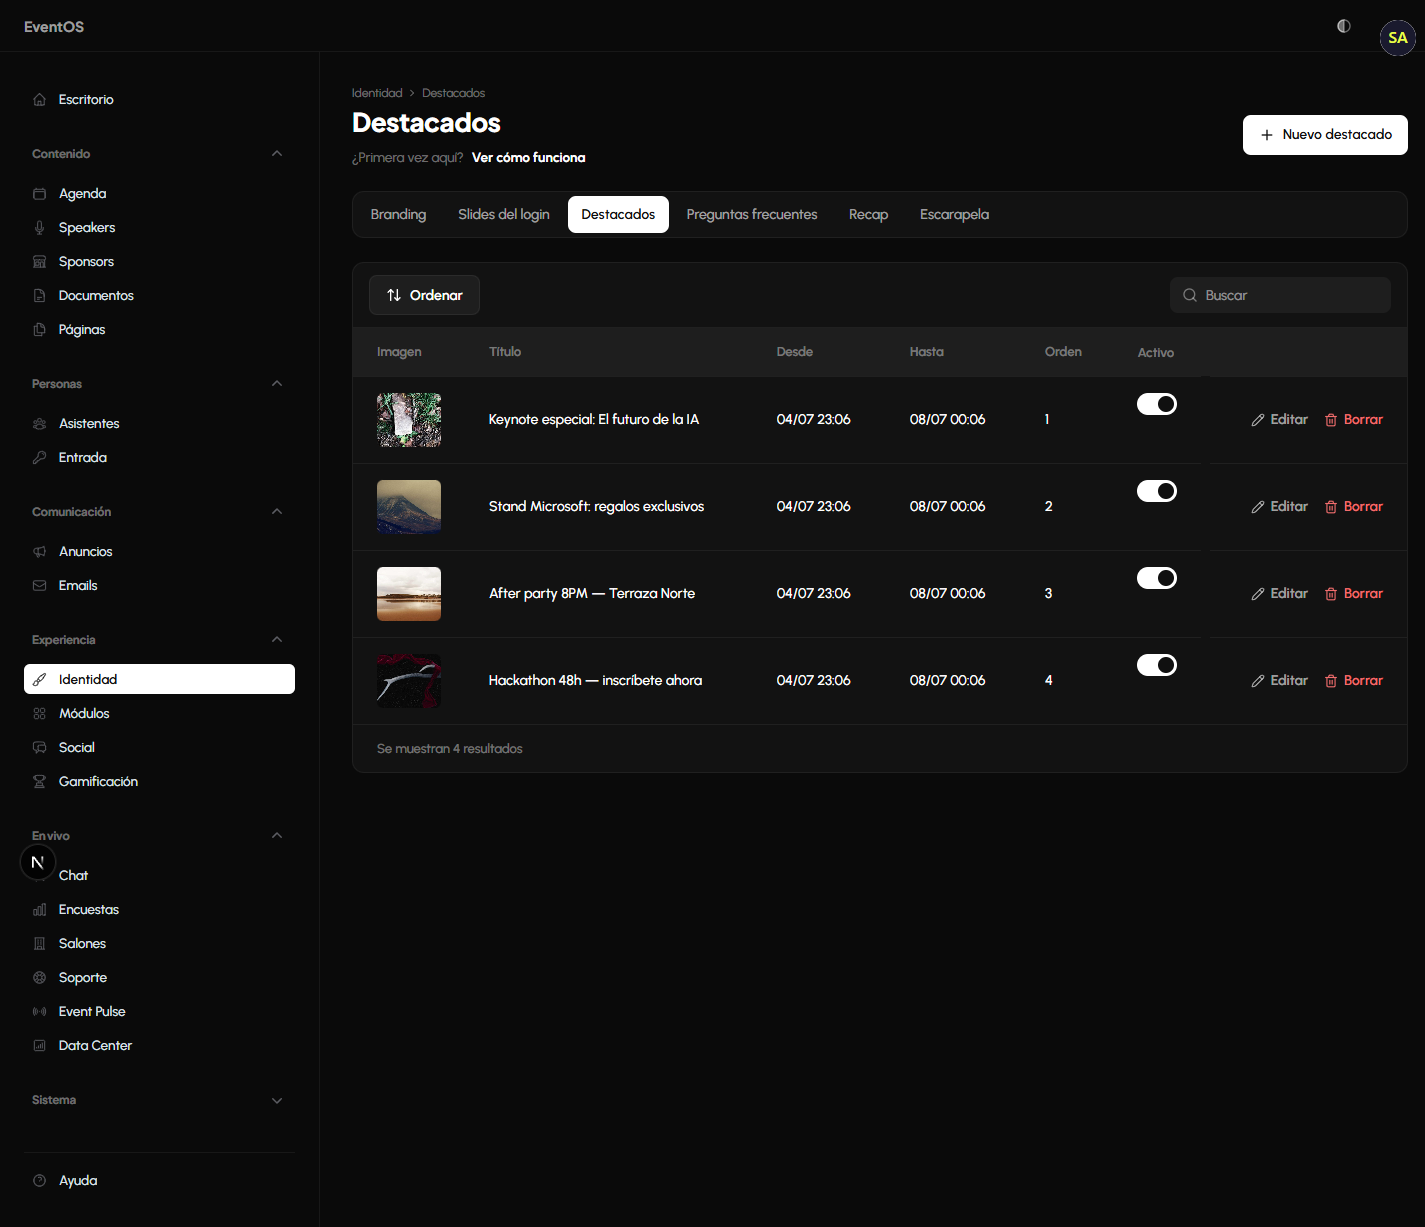 EventOS
SA
Escritorio
Contenido
Agenda
Speakers
Sponsors
Documentos
Páginas
Personas
Asistentes
Entrada
Comunicación
Anuncios
Emails
Experiencia
Identidad
Módulos
Social
Gamificación
En vivo
N
Chat
Encuestas
Salones
Soporte
Event Pulse
Data Center
Sistema
Ayuda
Identidad > Destacados
Destacados
¿Primera vez aquí? Ver cómo funciona
+ Nuevo destacado
Branding Slides del login Destacados Preguntas frecuentes Recap Escarapela
Ordenar Buscar
Imagen Título Desde Hasta Orden Activo
Keynote especial: El futuro de la IA 04/07 23:06 08/07 00:06 1 Editar Borrar
Stand Microsoft: regalos exclusivos 04/07 23:06 08/07 00:06 2 Editar Borrar
After party 8PM — Terraza Norte 04/07 23:06 08/07 00:06 3 Editar Borrar
Hackathon 48h — inscríbete ahora 04/07 23:06 08/07 00:06 4 Editar Borrar
Se muestran 4 resultados